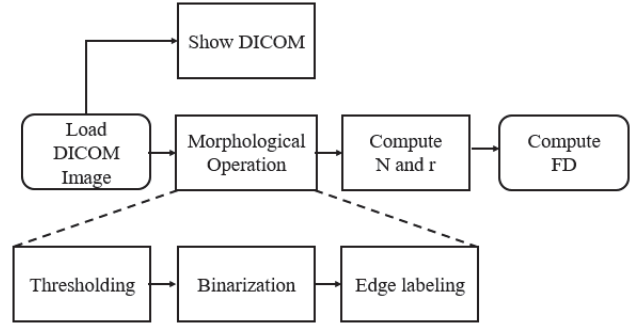 Show DICOM
Load
DICOM
Image
Morphological
Operation
Compute
N and r
Compute
FD
Thresholding
Binarization
Edge labeling